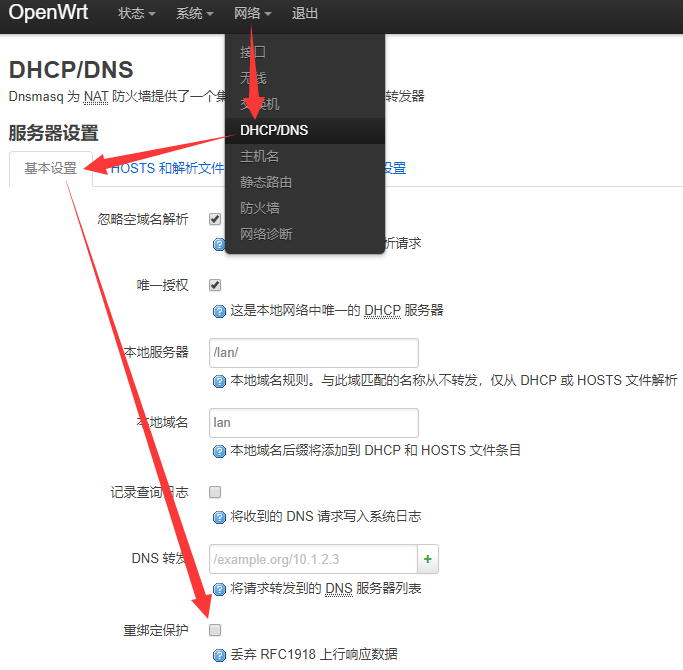 OpenWrt 状态 系统 网络 退出
接口
无线
交换机
DHCP/DNS
主机名
静态路由
防火墙
网络诊断
DHCP/DNS
Dnsmasq 为 NAT 防火墙提供了一个集 转发器
服务器设置
基本设置 HOSTS 和解析文件 设置
忽略空域名解析
析请求
唯一授权
这是本地网络中唯一的 DHCP 服务器
本地服务器 /lan/
本地域名规则。与此域匹配的名称从不转发，仅从 DHCP 或 HOSTS 文件解析
本地域名 lan
本地域名后缀将添加到 DHCP 和 HOSTS 文件条目
记录查询日志
将收到的 DNS 请求写入系统日志
DNS 转发 /example.org/10.1.2.3 +
将请求转发到的 DNS 服务器列表
重绑定保护
丢弃 RFC1918 上行响应数据